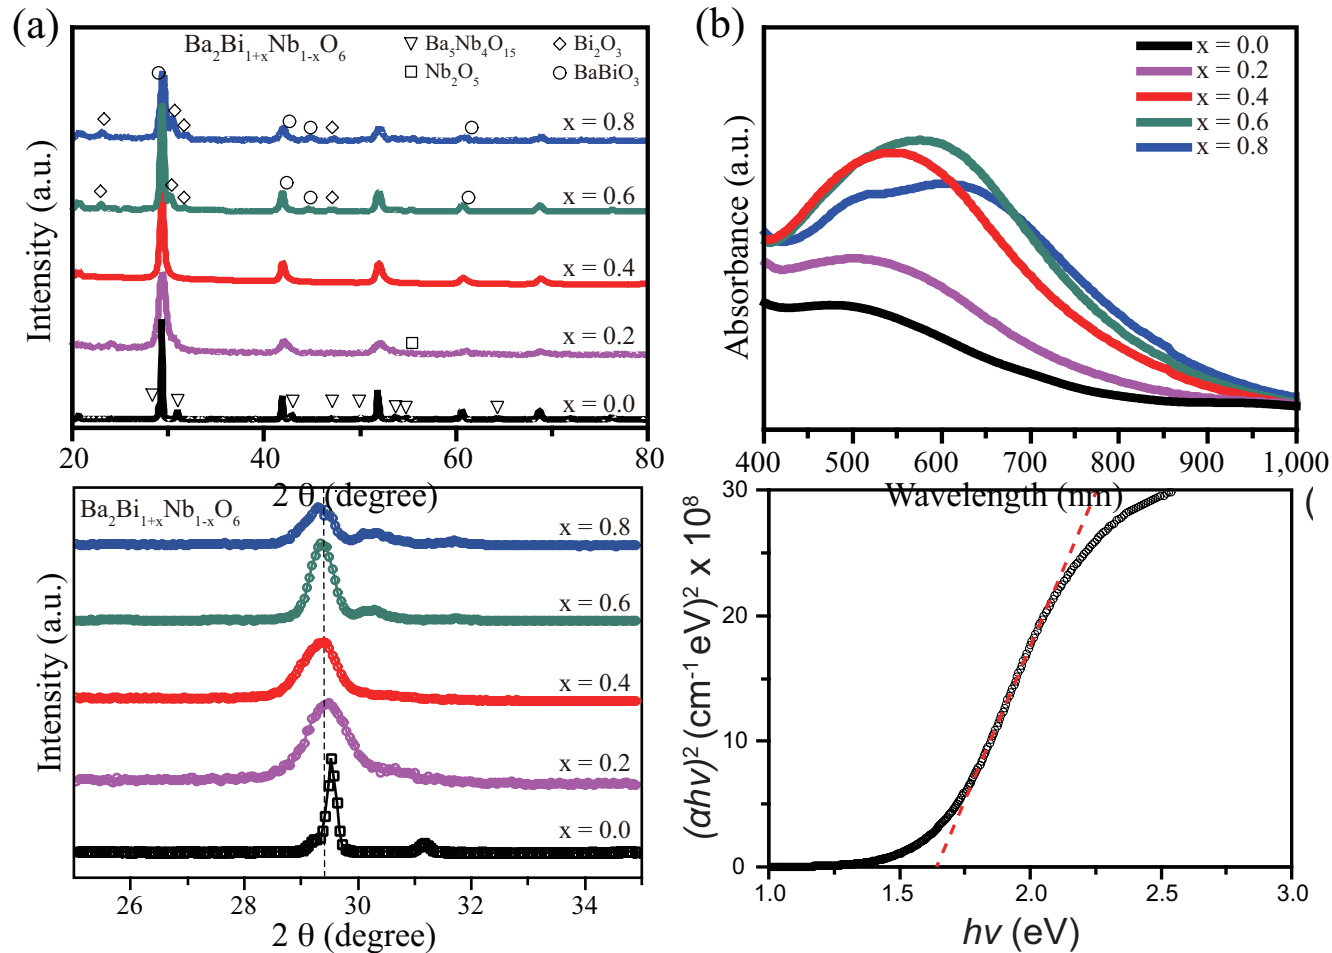 (a)
Ba₂Bi₁₊ₓNb₁₋ₓO₆
Ba₅Nb₄O₁₅
Bi₂O₃
Nb₂O₅
BaBiO₃
x = 0.8
x = 0.6
x = 0.4
x = 0.2
x = 0.0
Intensity (a.u.)
20 40 60 80
2 θ (degree)
(b)
x = 0.0
x = 0.2
x = 0.4
x = 0.6
x = 0.8
Absorbance (a.u.)
400 500 600 700 800 900 1,000
Wavelength (nm)
Ba₂Bi₁₊ₓNb₁₋ₓO₆
x = 0.8
x = 0.6
x = 0.4
x = 0.2
x = 0.0
Intensity (a.u.)
26 28 30 32 34
2 θ (degree)
(
30
20
10
0
(αhν)² (cm⁻¹ eV)² x 10⁸
1.0 1.5 2.0 2.5 3.0
hν (eV)